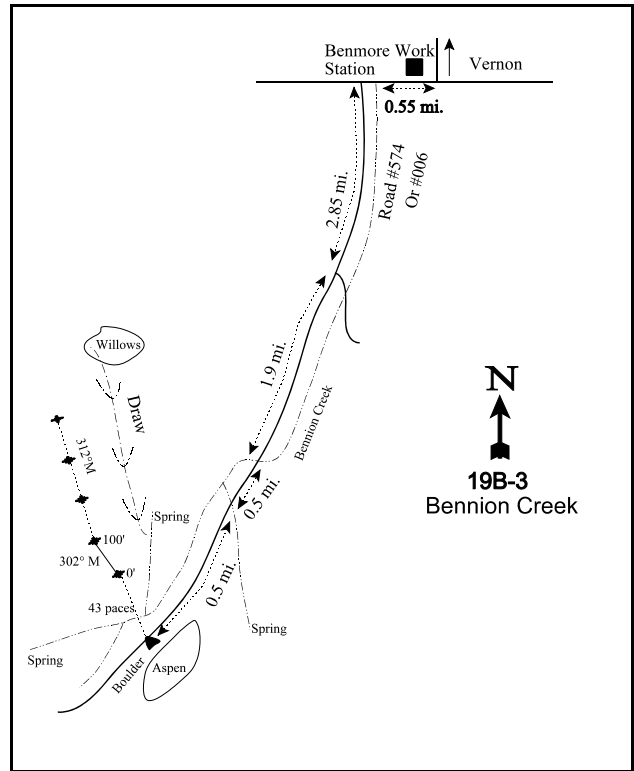 Benmore Work
Station
Vernon
0.55 mi.
Road #574
Or #006
2.85 mi.
1.9 mi.
Willows
Draw
Bennion Creek
N
19B-3
Bennion Creek
312°M
0.5 mi.
Spring
100'
302° M
0'
0.5 mi.
43 paces
Spring
Spring
Boulder
Aspen